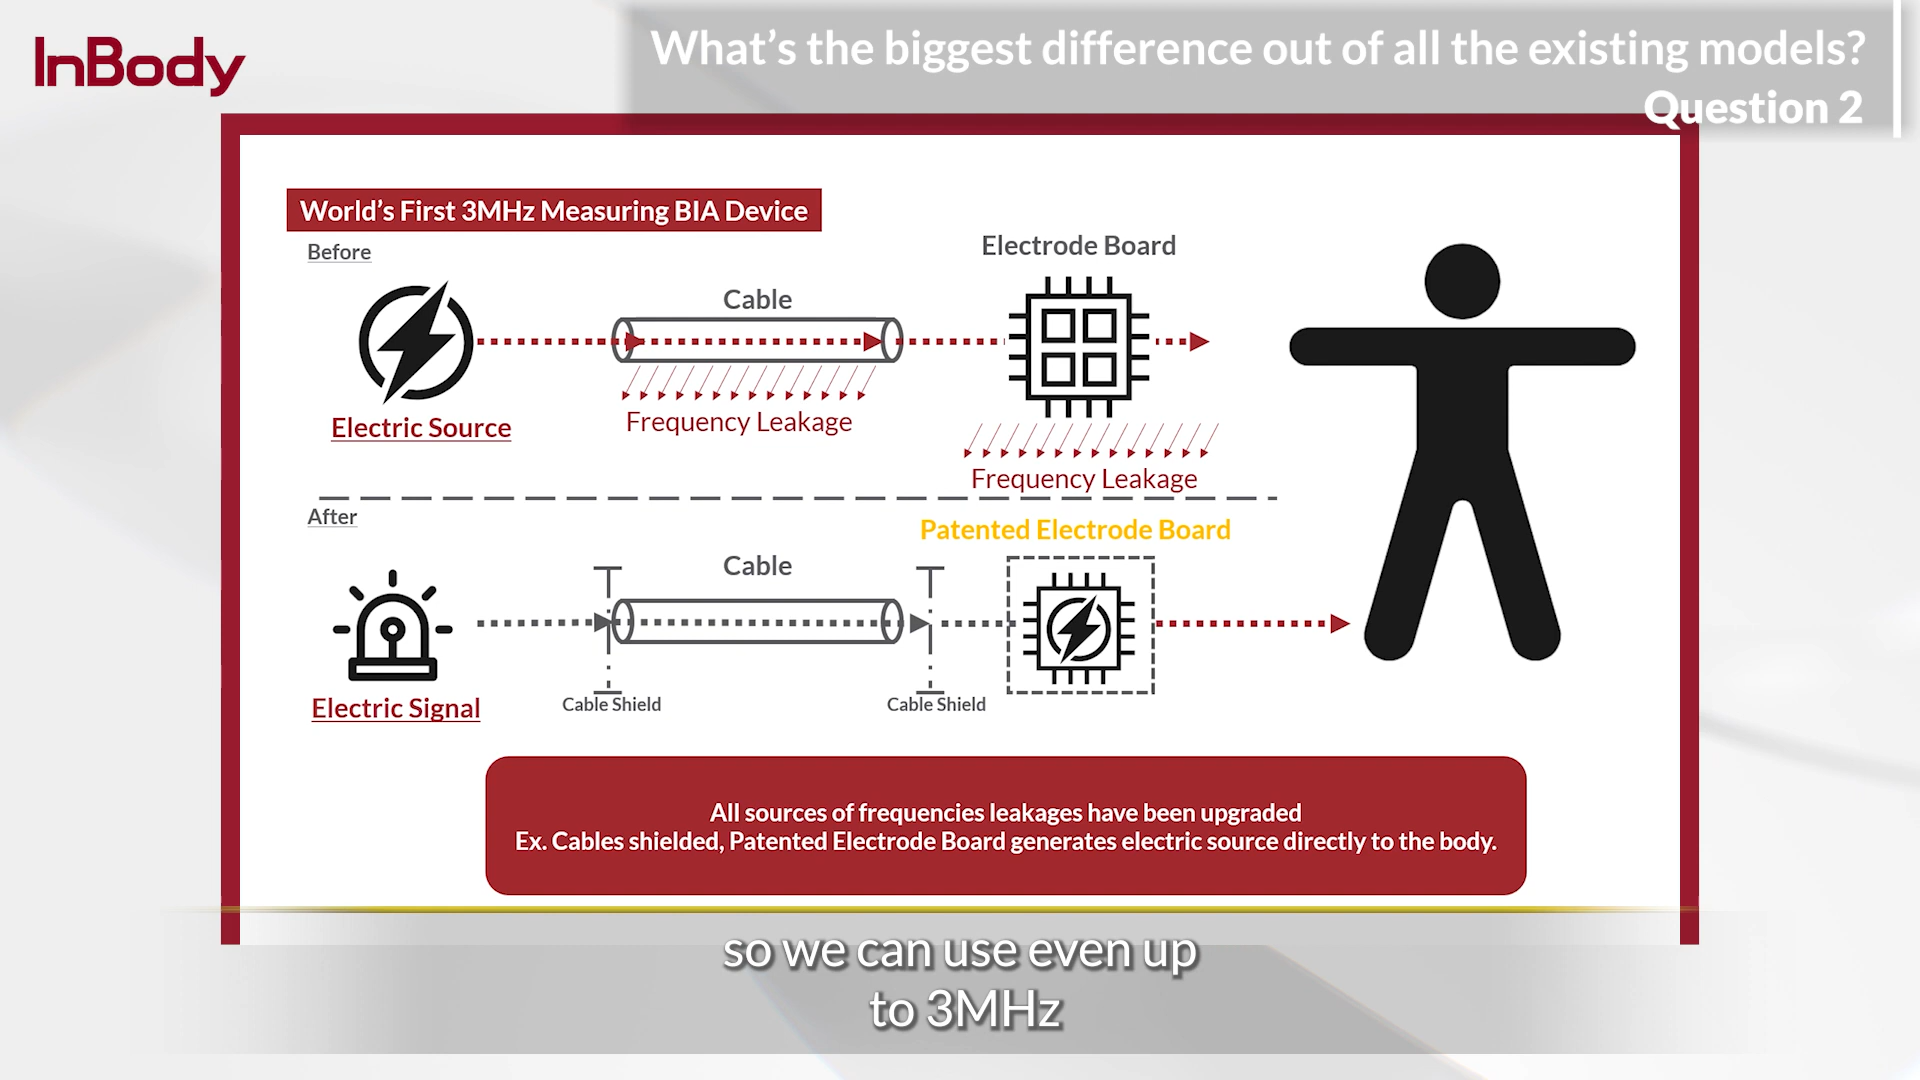 InBody
What's the biggest difference out of all the existing models?
Question 2
World's First 3MHz Measuring BIA Device
Before
Electrode Board
Cable
Electric Source
Frequency Leakage
Frequency Leakage
After
Patented Electrode Board
Cable
Electric Signal
Cable Shield
Cable Shield
All sources of frequencies leakages have been upgraded
Ex. Cables shielded, Patented Electrode Board generates electric source directly to the body.
so we can use even up
to 3MHz